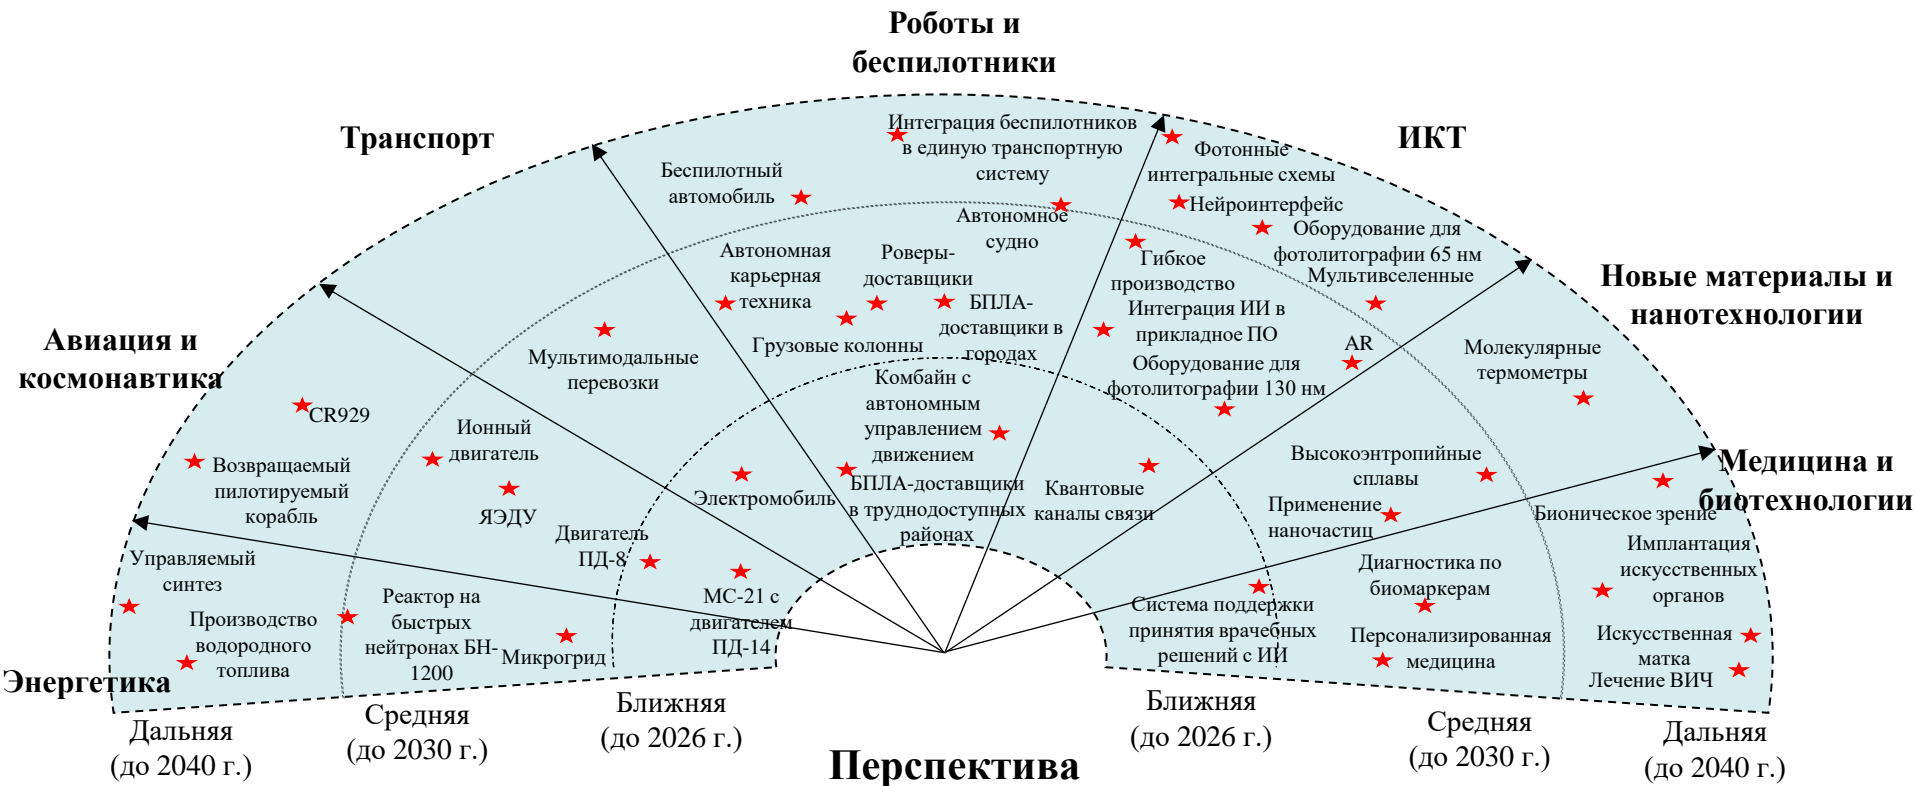 Роботы и
беспилотники
Транспорт
ИКТ
Авиация и
космонавтика
Новые материалы и
нанотехнологии
Медицина и
биотехнологии
Энергетика
Интеграция беспилотников
в единую транспортную
систему
Беспилотный
автомобиль
Автономное
судно
Автономная
карьерная
техника
Роверы-
доставщики
БПЛА-
доставщики в
городах
Грузовые колонны
Комбайн с
автономным
управлением
движением
БПЛА-доставщики
в труднодоступных
районах
Фотонные
интегральные схемы
Нейроинтерфейс
Оборудование для
фотолитографии 65 нм
Мультивселенные
Гибкое
производство
Интеграция ИИ в
прикладное ПО
AR
Оборудование для
фотолитографии 130 нм
Квантовые
каналы связи
Мультимодальные
перевозки
Электромобиль
CR929
Возвращаемый
пилотируемый
корабль
Ионный
двигатель
ЯЭДУ
Двигатель
ПД-8
МС-21 с
двигателем
ПД-14
Управляемый
синтез
Производство
водородного
топлива
Реактор на
быстрых
нейтронах БН-
1200
Микрогрид
Молекулярные
термометры
Высокоэнтропийные
сплавы
Применение
наночастиц
Бионическое зрение
Имплантация
искусственных
органов
Искусственная
матка
Лечение ВИЧ
Диагностика по
биомаркерам
Персонализированная
медицина
Система поддержки
принятия врачебных
решений с ИИ
Дальняя
(до 2040 г.)
Средняя
(до 2030 г.)
Ближняя
(до 2026 г.)
Перспектива
Ближняя
(до 2026 г.)
Средняя
(до 2030 г.)
Дальняя
(до 2040 г.)